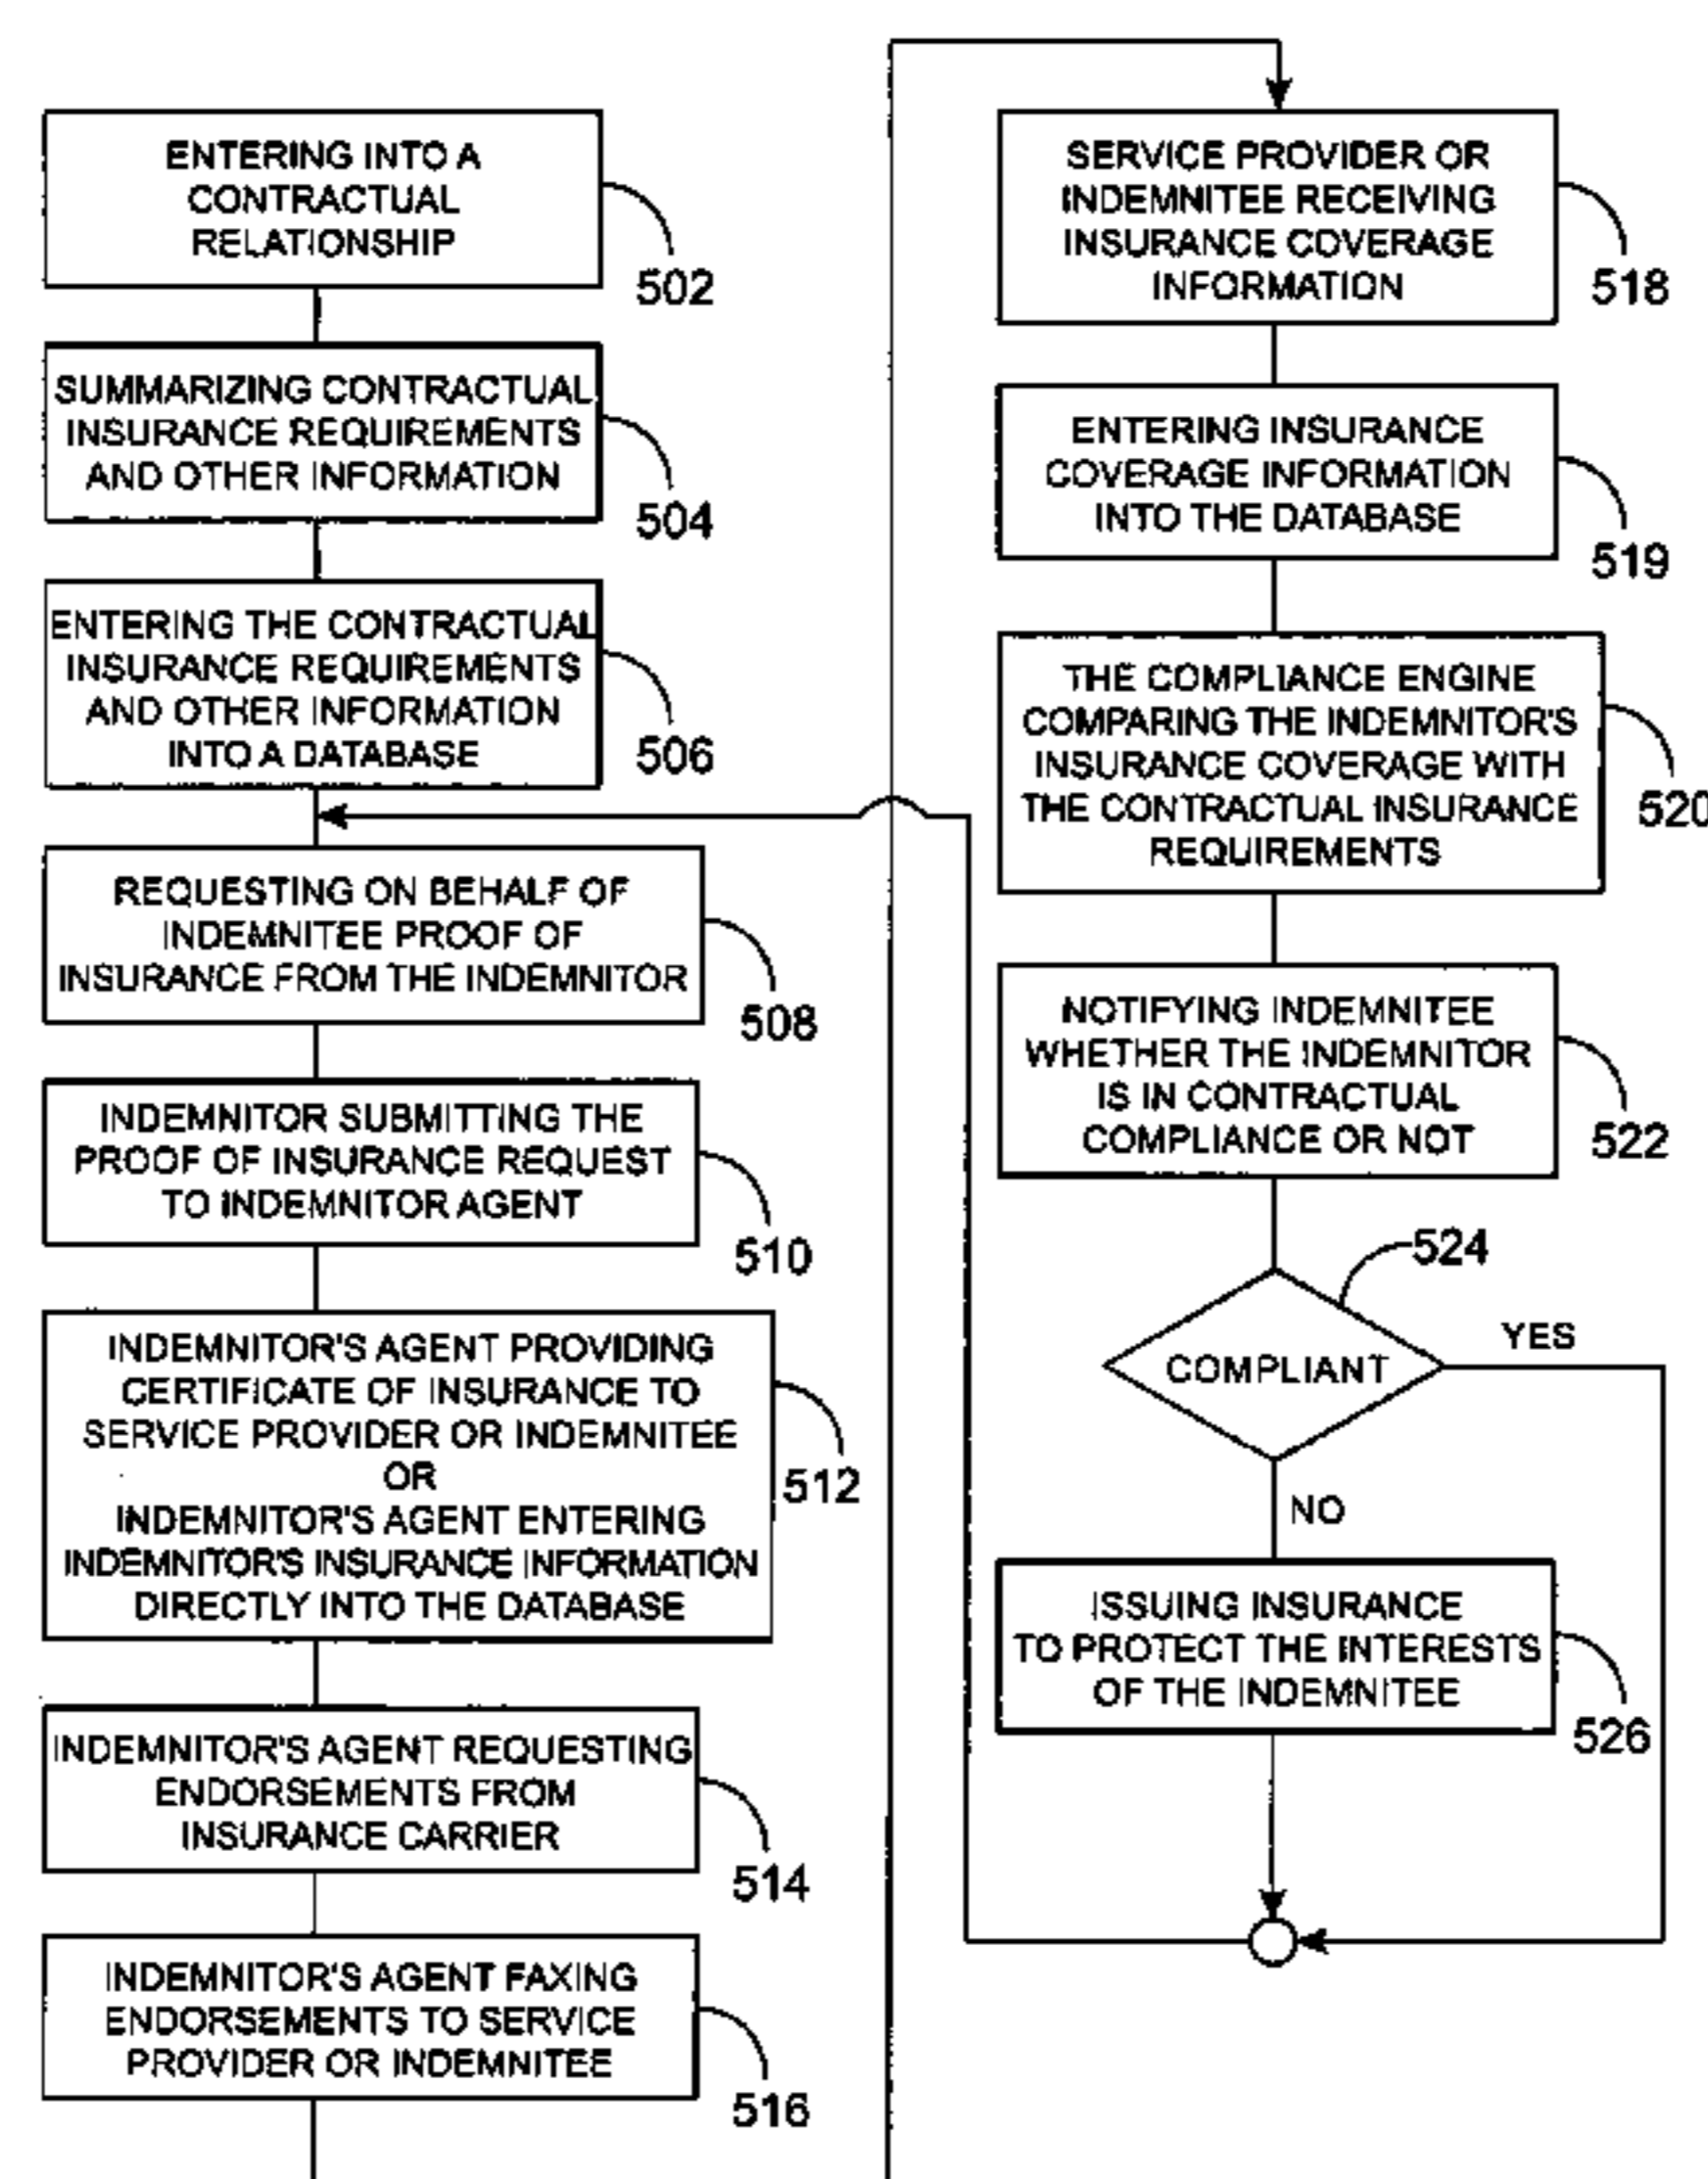 ENTERING INTO A
CONTRACTUAL
RELATIONSHIP
502
SUMMARIZING CONTRACTUAL
INSURANCE REQUIREMENTS
AND OTHER INFORMATION
504
ENTERING THE CONTRACTUAL
INSURANCE REQUIREMENTS
AND OTHER INFORMATION
INTO A DATABASE
506
REQUESTING ON BEHALF OF
INDEMNITEE PROOF OF
INSURANCE FROM THE INDEMNITOR
508
INDEMNITOR SUBMITTING THE
PROOF OF INSURANCE REQUEST
TO INDEMNITOR AGENT
510
INDEMNITOR'S AGENT PROVIDING
CERTIFICATE OF INSURANCE TO
SERVICE PROVIDER OR INDEMNITEE
OR
INDEMNITOR'S AGENT ENTERING
INDEMNITOR'S INSURANCE INFORMATION
DIRECTLY INTO THE DATABASE
512
INDEMNITOR'S AGENT REQUESTING
ENDORSEMENTS FROM
INSURANCE CARRIER
514
INDEMNITOR'S AGENT FAXING
ENDORSEMENTS TO SERVICE
PROVIDER OR INDEMNITEE
516
SERVICE PROVIDER OR
INDEMNITEE RECEIVING
INSURANCE COVERAGE
INFORMATION
518
ENTERING INSURANCE
COVERAGE INFORMATION
INTO THE DATABASE
519
THE COMPLIANCE ENGINE
COMPARING THE INDEMNITOR'S
INSURANCE COVERAGE WITH
THE CONTRACTUAL INSURANCE
REQUIREMENTS
520
NOTIFYING INDEMNITEE
WHETHER THE INDEMNITOR
IS IN CONTRACTUAL
COMPLIANCE OR NOT
522
524
COMPLIANT
YES
NO
ISSUING INSURANCE
TO PROTECT THE INTERESTS
OF THE INDEMNITEE
526